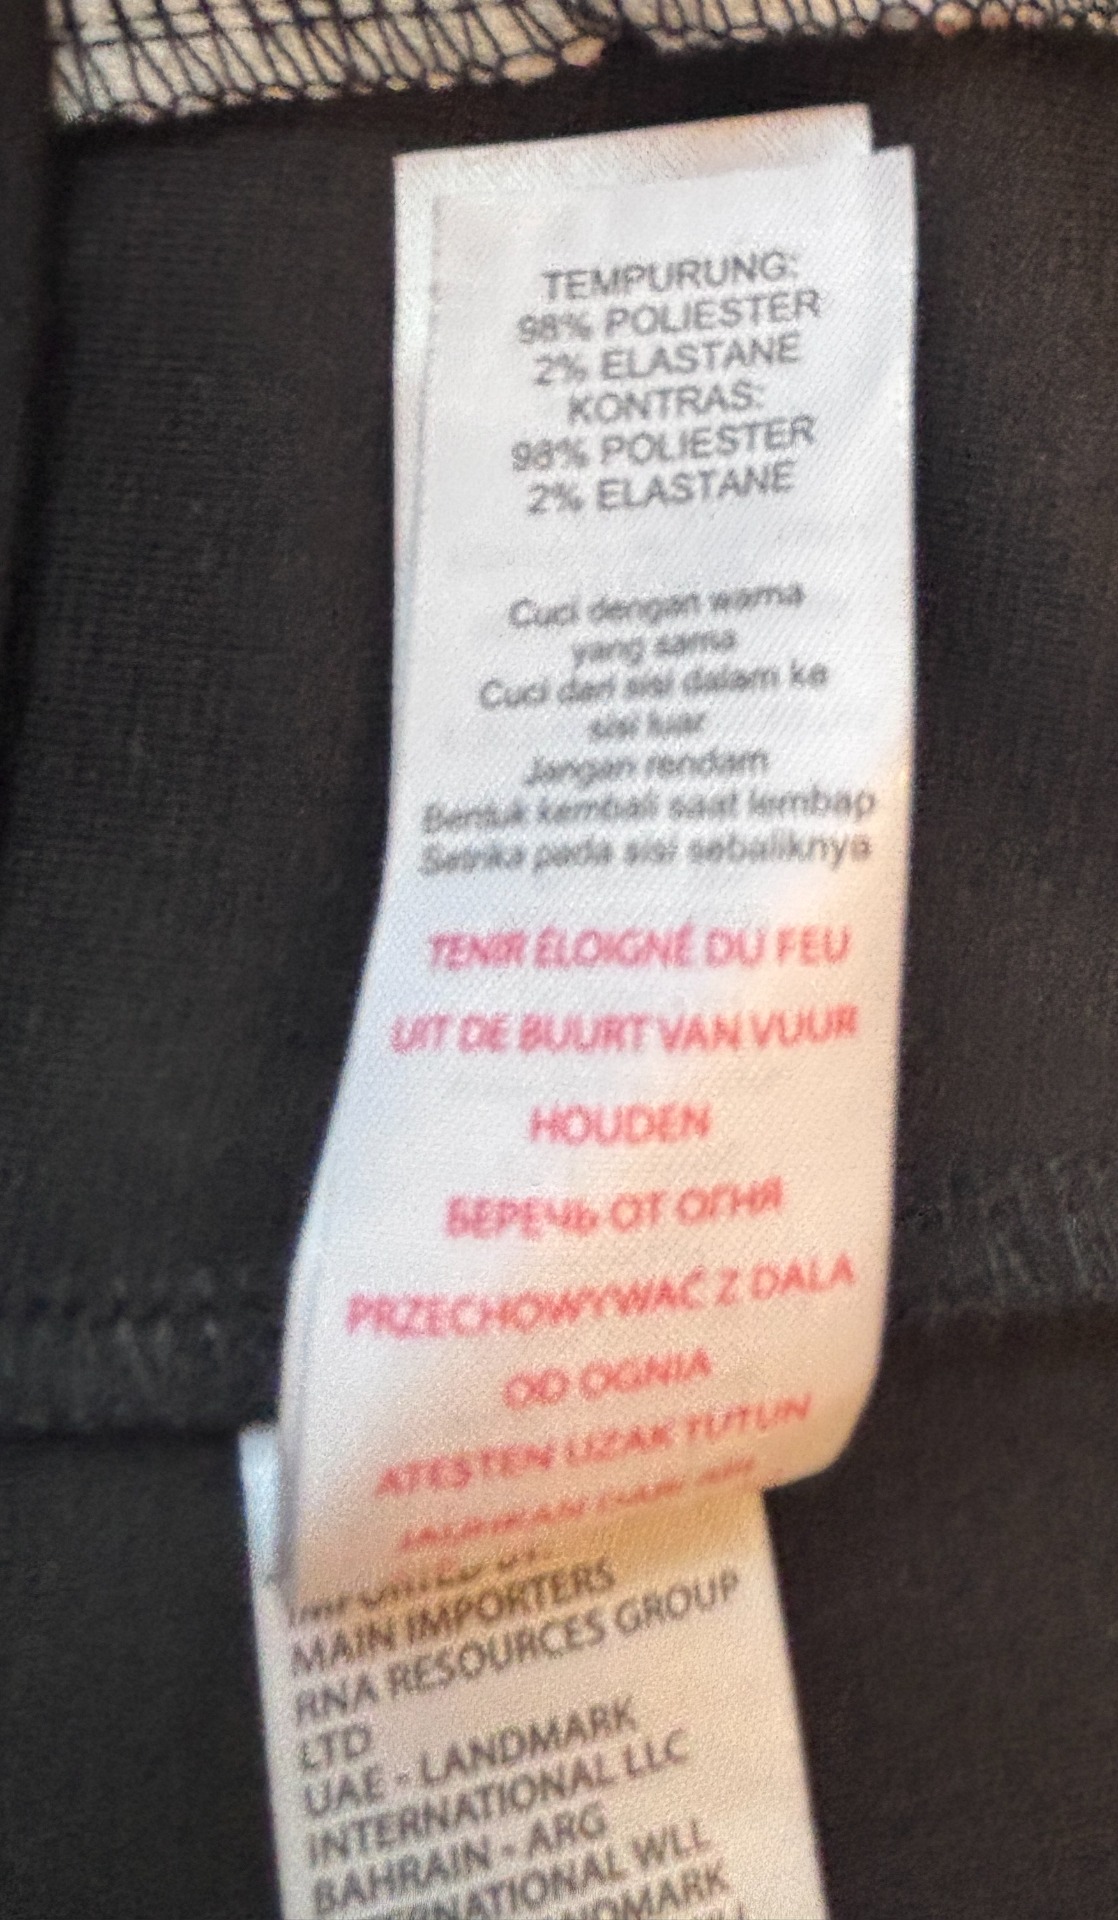 TEMPURUNG:
98% POLIESTER
2% ELASTANE
KONTRAS:
98% POLIESTER
2% ELASTANE
Cuci dengan warna
yang sama
Cuci dari sisi dalam ke
sisi luar
Jangan rendam
Bentuk kembali saat lembap
Setrika pada sisi sebaliknya
TENIR ÉLOIGNÉ DU FEU
UIT DE BUURT VAN VUUR
HOUDEN
БЕРЕЧЬ ОТ ОГНЯ
PRZECHOWYWAĆ Z DALA
OD OGNIA
ATEŞTEN UZAK TUTUN
MAIN IMPORTERS
RNA RESOURCES GROUP
LTD
UAE - LANDMARK
INTERNATIONAL LLC
BAHRAIN - ARG
WLL